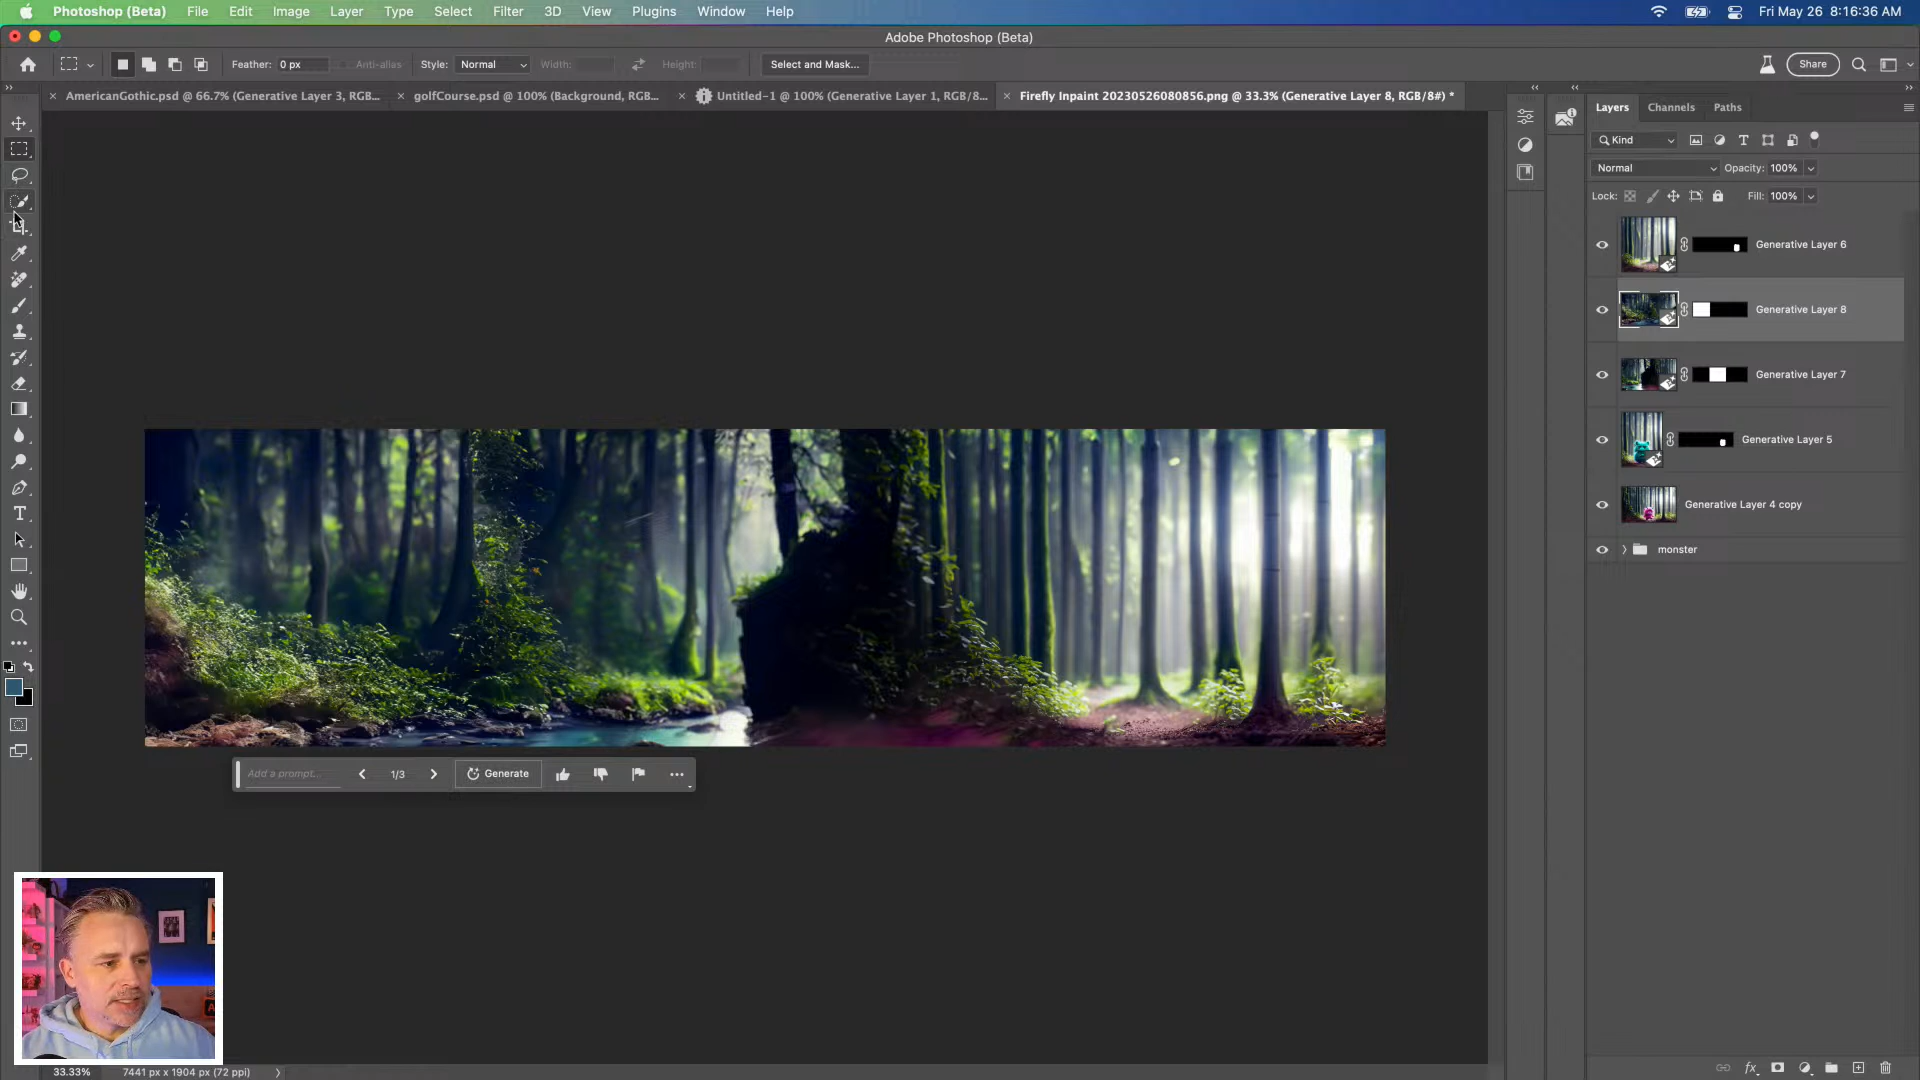 Photoshop (Beta) File Edit Image Layer Type Select Filter 3D View Plugins Window Help Fri May 26 8:16:36 AM
Adobe Photoshop (Beta)
Feather: 0 px Anti-alias Style: Normal Width: Height: Select and Mask... Share
AmericanGothic.psd @ 66.7% (Generative Layer 3, RGB... golfCourse.psd @ 100% (Background, RGB... Untitled-1 @ 100% (Generative Layer 1, RGB/8... Firefly Inpaint 20230526080856.png @ 33.3% (Generative Layer 8, RGB/8#) *
Layers Channels Paths
Kind
Normal Opacity: 100%
Lock: Fill: 100%
Generative Layer 6
Generative Layer 8
Generative Layer 7
Generative Layer 5
Generative Layer 4 copy
monster
Add a prompt... 1/3 Generate
33.33% 7441 px x 1904 px (72 ppi)